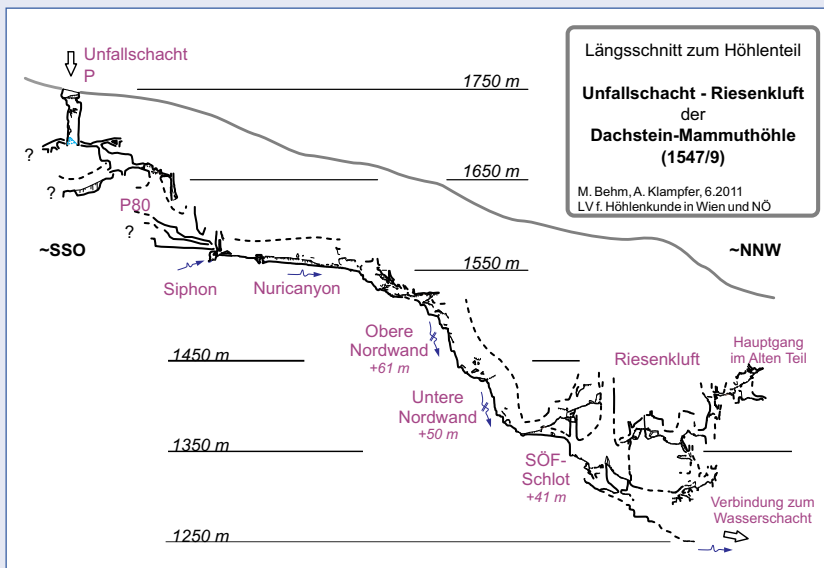 Unfallschacht
P
1750 m
Längsschnitt zum Höhlenteil
Unfallschacht - Riesenkluft
der
Dachstein-Mammuthöhle
(1547/9)
M. Behm, A. Klampfer, 6.2011
LV f. Höhlenkunde in Wien und NÖ
?
1650 m
?
P80
?
~SSO
~NNW
1550 m
Siphon
Nuricanyon
Obere
Nordwand
+61 m
1450 m
Riesenkluft
Hauptgang
im Alten Teil
Untere
Nordwand
+50 m
1350 m
SÖF-
Schlot
+41 m
Verbindung zum
Wasserschacht
1250 m